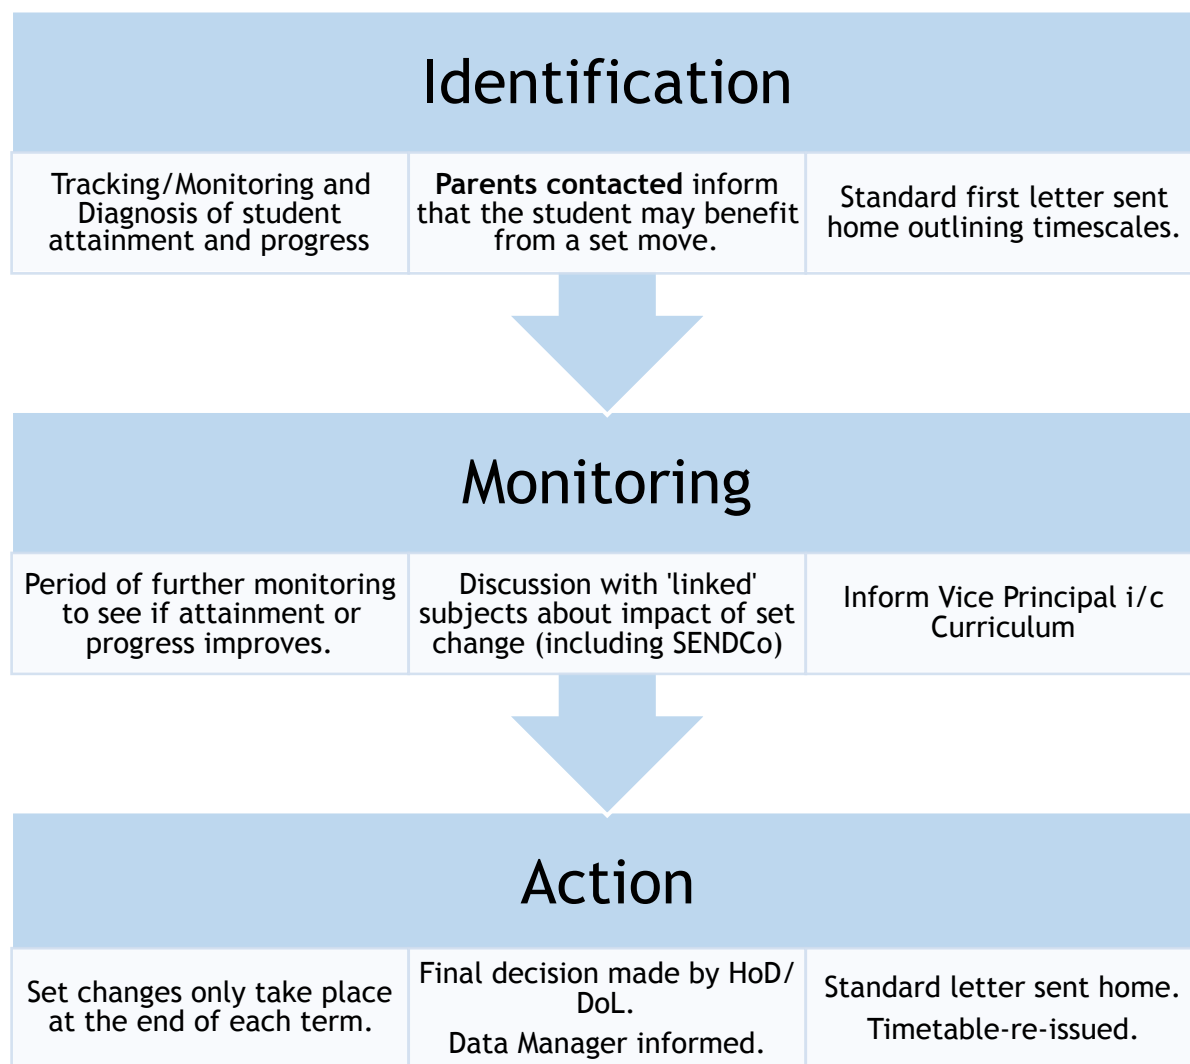 Identification
Tracking/Monitoring and
Diagnosis of student
attainment and progress
Parents contacted inform
that the student may benefit
from a set move.
Standard first letter sent
home outlining timescales.
Monitoring
Period of further monitoring
to see if attainment or
progress improves.
Discussion with 'linked'
subjects about impact of set
change (including SENDCo)
Inform Vice Principal i/c
Curriculum
Action
Set changes only take place
at the end of each term.
Final decision made by HoD/
DoL.
Data Manager informed.
Standard letter sent home.
Timetable-re-issued.